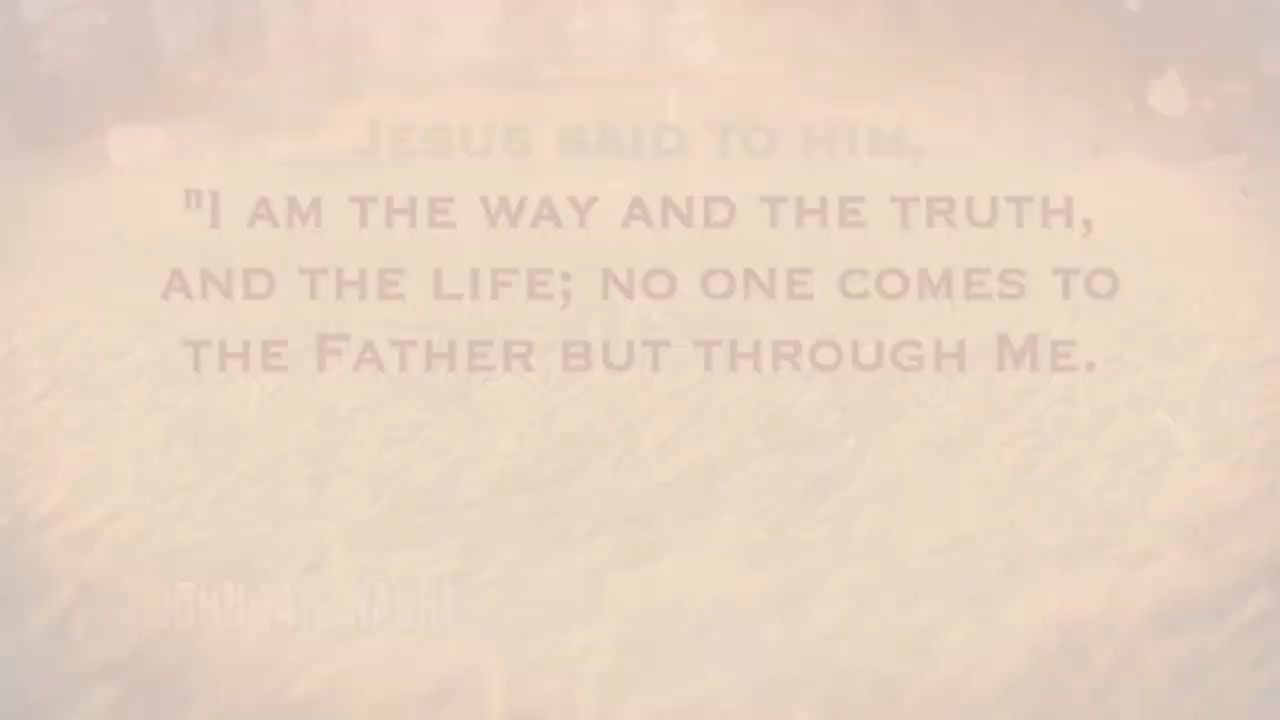 Jesus said to him,
"I am the way and the truth,
and the life; no one comes to
the Father but through Me.